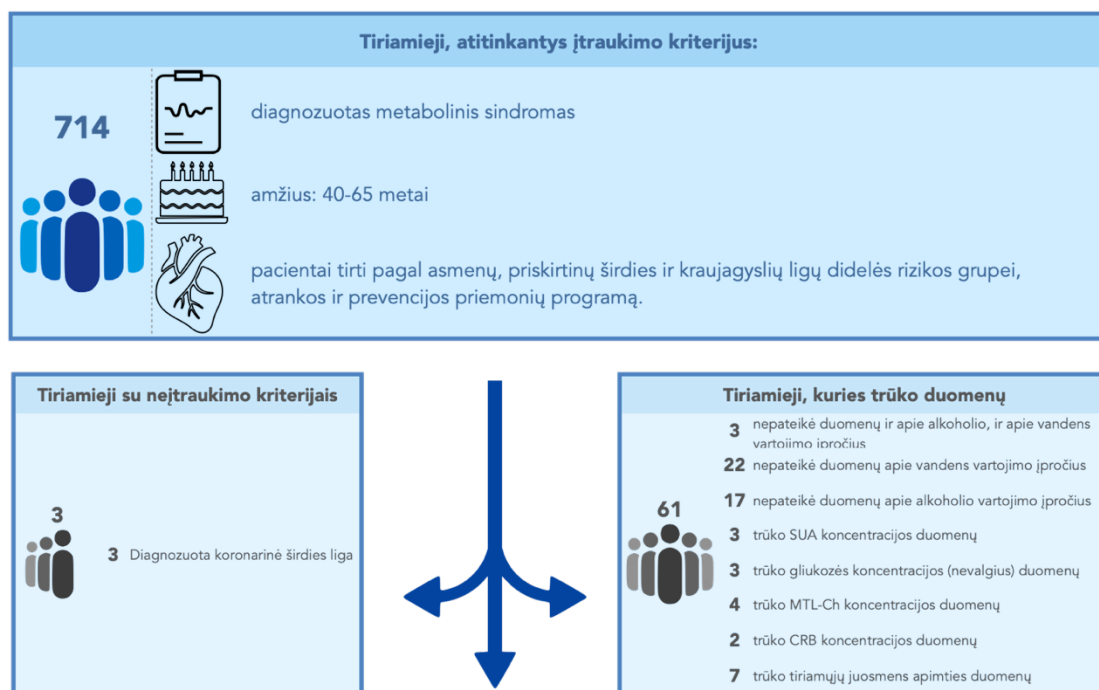 Tiriamieji, atitinkantys įtraukimo kriterijus:
714
diagnozuotas metabolinis sindromas
amžius: 40-65 metai
pacientai tirti pagal asmenų, priskirtinų širdies ir kraujagyslių ligų didelės rizikos grupei,
atrankos ir prevencijos priemonių programą.
Tiriamieji su neįtraukimo kriterijais
3
3 Diagnozuota koronarinė širdies liga
Tiriamieji, kuries trūko duomenų
61
3 nepateikė duomenų ir apie alkoholio, ir apie vandens
vartojimo įpročius
22 nepateikė duomenų apie vandens vartojimo įpročius
17 nepateikė duomenų apie alkoholio vartojimo įpročius
3 trūko SUA koncentracijos duomenų
3 trūko gliukozės koncentracijos (nevalgius) duomenų
4 trūko MTL-Ch koncentracijos duomenų
2 trūko CRB koncentracijos duomenų
7 trūko tiriamųjų juosmens apimties duomenų